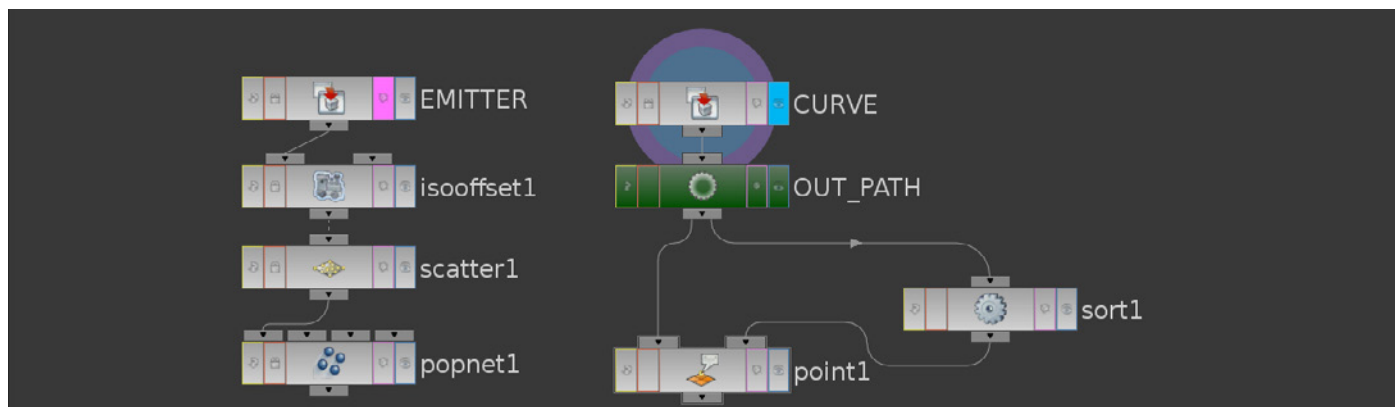 EMITTER
CURVE
isooffset1
OUT_PATH
scatter1
sort1
popnet1
point1